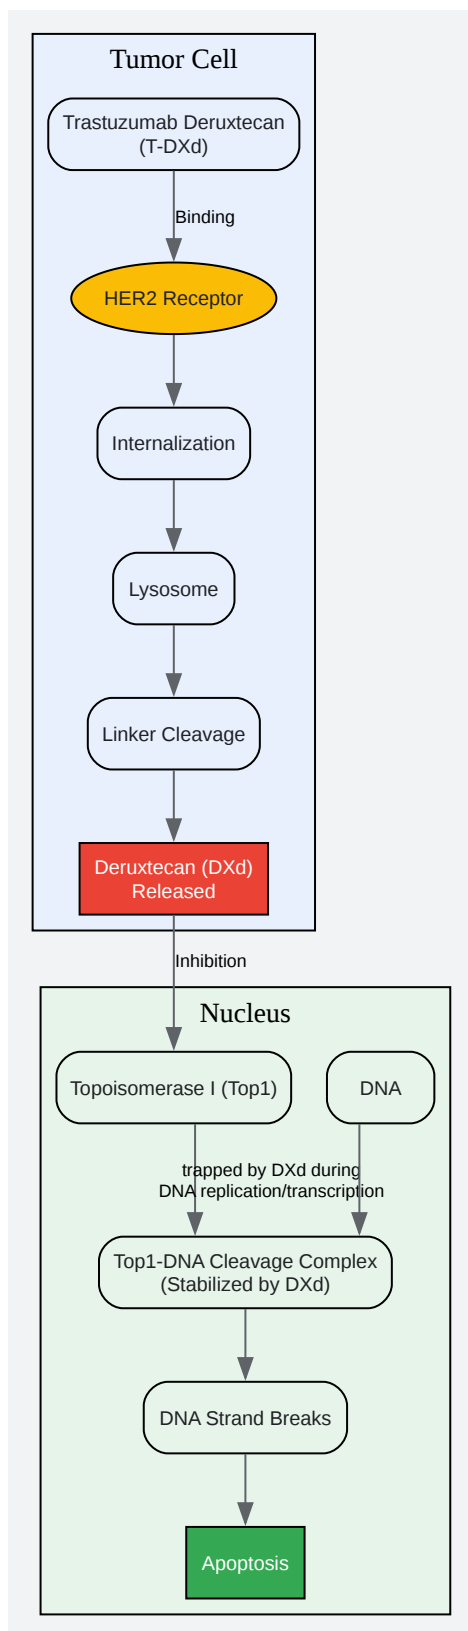 Tumor Cell
Trastuzumab Deruxtecan
(T-DXd)
Binding
HER2 Receptor
Internalization
Lysosome
Linker Cleavage
Deruxtecan (DXd)
Released
Inhibition
Nucleus
Topoisomerase I (Top1)
DNA
trapped by DXd during
DNA replication/transcription
Top1-DNA Cleavage Complex
(Stabilized by DXd)
DNA Strand Breaks
Apoptosis